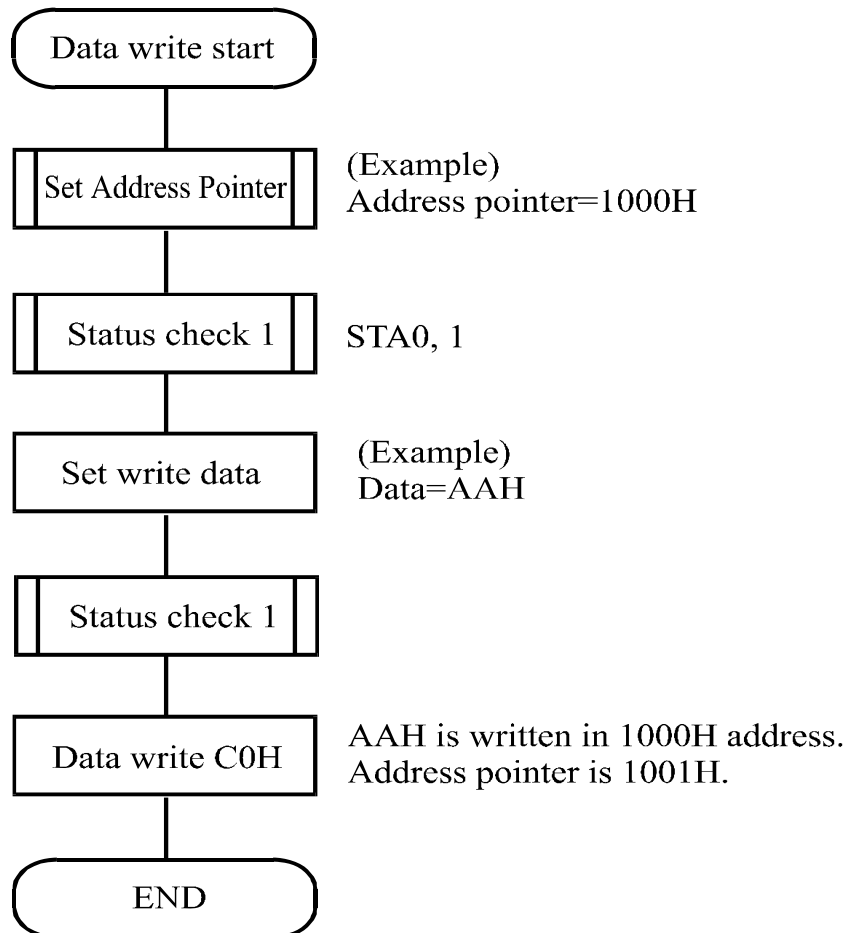 Data write start
Set Address Pointer
(Example)
Address pointer=1000H
Status check 1
STA0, 1
Set write data
(Example)
Data=AAH
Status check 1
Data write C0H
AAH is written in 1000H address.
Address pointer is 1001H.
END